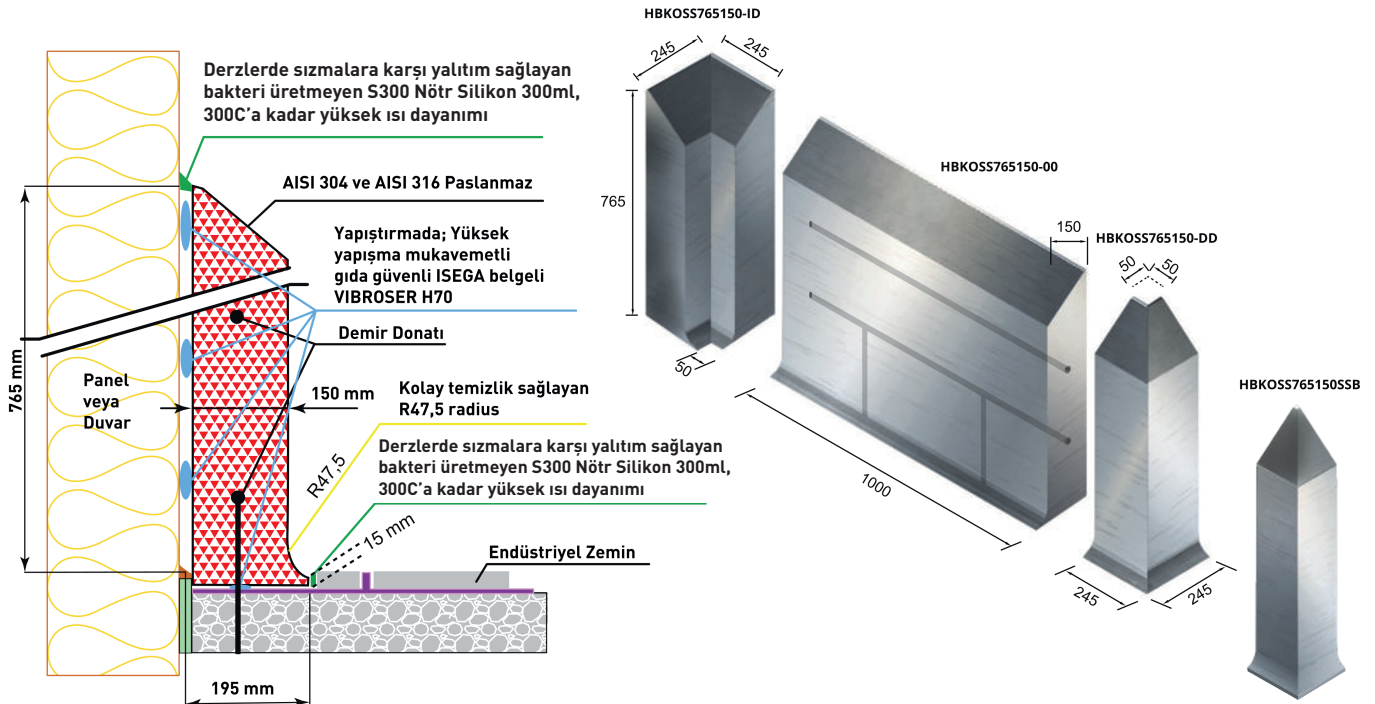 HBKOSS765150-ID
245
245
Derzlerde sızmalara karşı yalıtım sağlayan
bakteri üretmeyen S300 Nötr Silikon 300ml,
300C'a kadar yüksek ısı dayanımı
AISI 304 ve AISI 316 Paslanmaz
Yapıştırmada; Yüksek
yapışma mukavemetli
gıda güvenli ISEGA belgeli
VIBROSER H70
Demir Donatı
765 mm
Panel
veya
Duvar
150 mm
Kolay temizlik sağlayan
R47,5 radius
R47,5
Derzlerde sızmalara karşı yalıtım sağlayan
bakteri üretmeyen S300 Nötr Silikon 300ml,
300C'a kadar yüksek ısı dayanımı
15 mm
Endüstriyel Zemin
195 mm
765
50
HBKOSS765150-00
150
1000
HBKOSS765150-DD
50
50
245
245
HBKOSS765150SSB